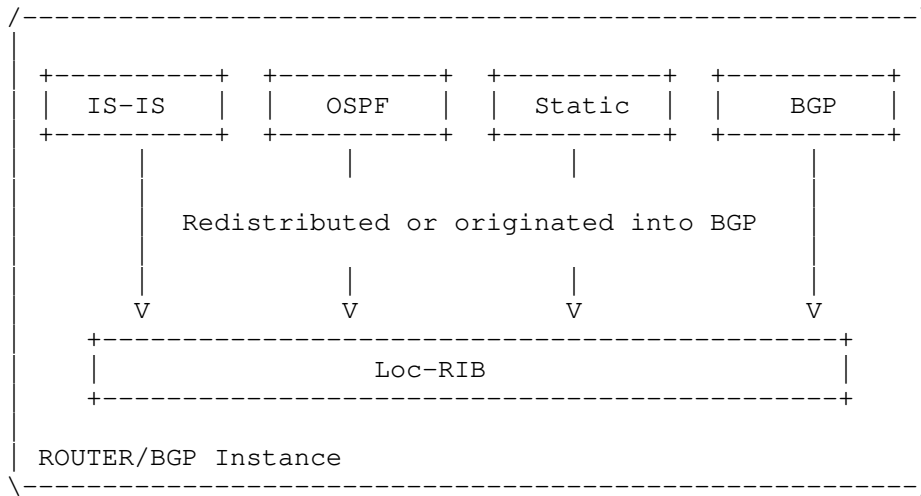 IS-IS OSPF Static BGP
Redistributed or originated into BGP
Loc-RIB
ROUTER/BGP Instance